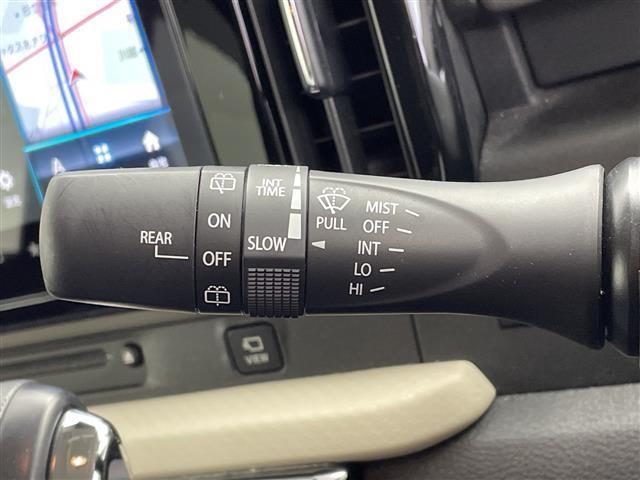 INT
TIME
SLOW
REAR
ON
OFF
PULL
MIST
OFF
INT
LO
HI
VIEW